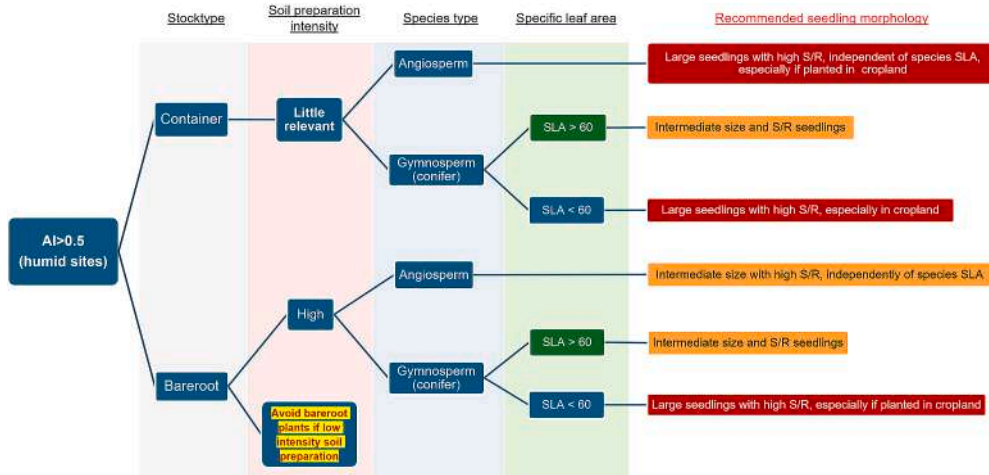 Stocktype
Soil preparation
intensity
Species type
Specific leaf area
Recommended seedling morphology
Angiosperm
Large seedlings with high S/R, independent of species SLA,
especially if planted in cropland
Container
Little
relevant
SLA > 60
Intermediate size and S/R seedlings
Gymnosperm
(conifer)
SLA < 60
Large seedlings with high S/R, especially in cropland
AI>0.5
(humid sites)
Angiosperm
Intermediate size with high S/R, independently of species SLA
High
SLA > 60
Intermediate size and S/R seedlings
Gymnosperm
(conifer)
Bareroot
SLA < 60
Large seedlings with high S/R, especially if planted in cropland
Avoid bareroot
plants if low
intensity soil
preparation